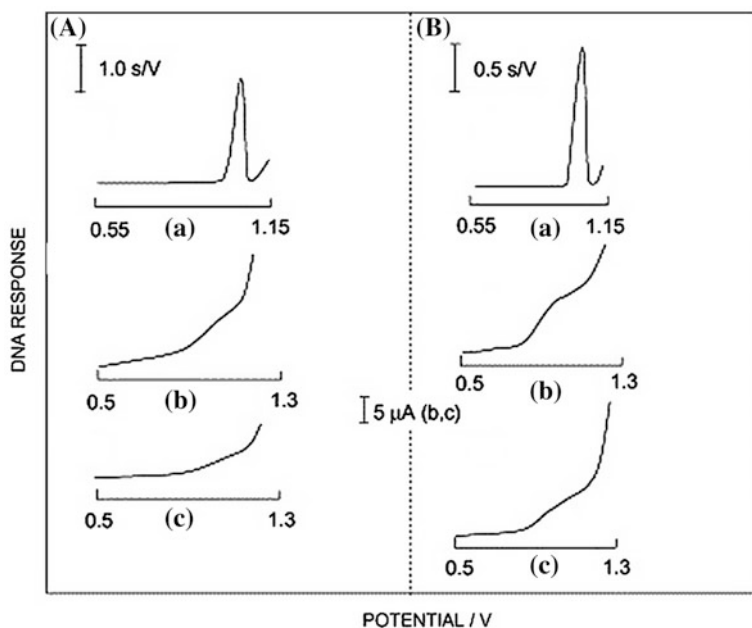 (A)
1.0 s/V
0.55 (a) 1.15
0.5 (b) 1.3
0.5 (c) 1.3
(B)
0.5 s/V
0.55 (a) 1.15
0.5 (b) 1.3
5 µA (b,c)
0.5 (c) 1.3
DNA RESPONSE
POTENTIAL / V